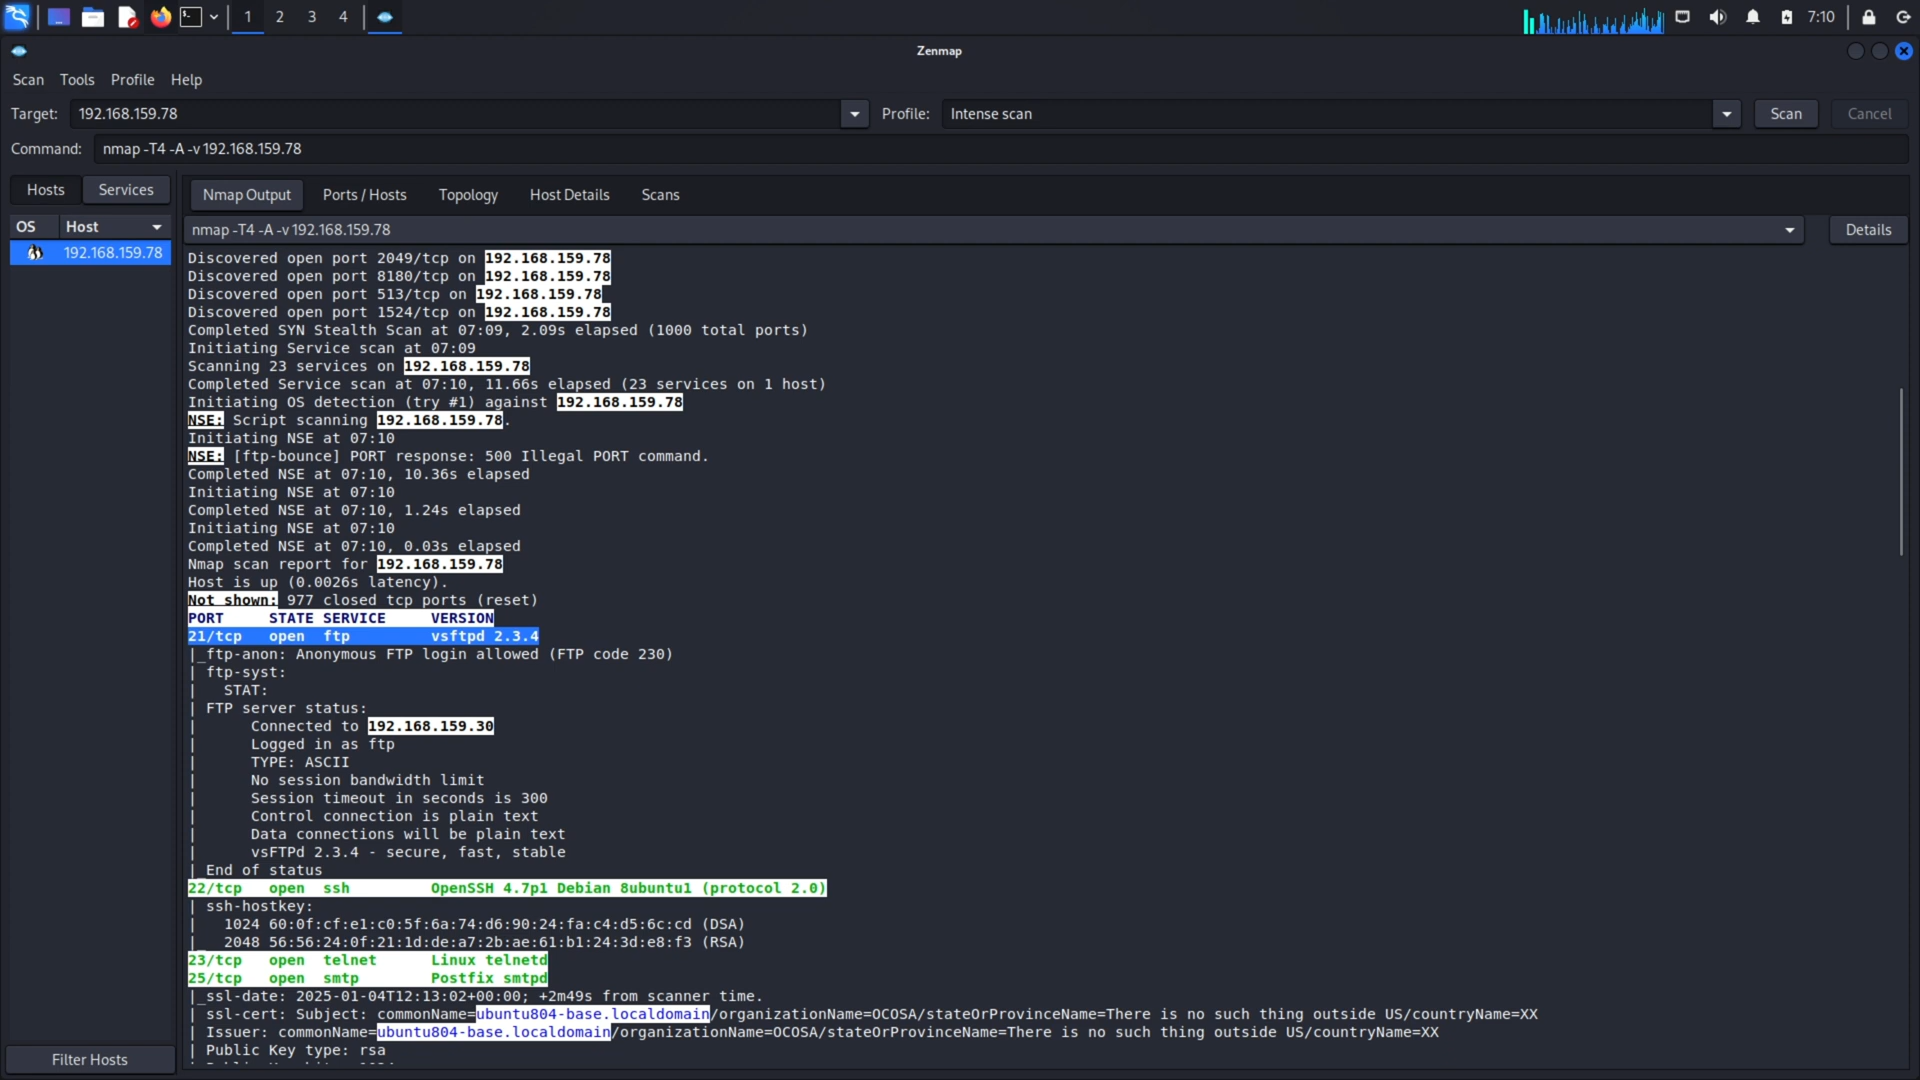 1 2 3 4 7:10
Zenmap
Scan Tools Profile Help
Target: 192.168.159.78 Profile: Intense scan Scan Cancel
Command: nmap -T4 -A -v 192.168.159.78
Hosts Services Nmap Output Ports / Hosts Topology Host Details Scans
OS Host nmap -T4 -A -v 192.168.159.78 Details
192.168.159.78
Discovered open port 2049/tcp on 192.168.159.78
Discovered open port 8180/tcp on 192.168.159.78
Discovered open port 513/tcp on 192.168.159.78
Discovered open port 1524/tcp on 192.168.159.78
Completed SYN Stealth Scan at 07:09, 2.09s elapsed (1000 total ports)
Initiating Service scan at 07:09
Scanning 23 services on 192.168.159.78
Completed Service scan at 07:10, 11.66s elapsed (23 services on 1 host)
Initiating OS detection (try #1) against 192.168.159.78
NSE: Script scanning 192.168.159.78.
Initiating NSE at 07:10
NSE: [ftp-bounce] PORT response: 500 Illegal PORT command.
Completed NSE at 07:10, 10.36s elapsed
Initiating NSE at 07:10
Completed NSE at 07:10, 1.24s elapsed
Initiating NSE at 07:10
Completed NSE at 07:10, 0.03s elapsed
Nmap scan report for 192.168.159.78
Host is up (0.0026s latency).
Not shown: 977 closed tcp ports (reset)
PORT STATE SERVICE VERSION
21/tcp open ftp vsftpd 2.3.4
|_ftp-anon: Anonymous FTP login allowed (FTP code 230)
| ftp-syst:
|   STAT:
| FTP server status:
|      Connected to 192.168.159.30
|      Logged in as ftp
|      TYPE: ASCII
|      No session bandwidth limit
|      Session timeout in seconds is 300
|      Control connection is plain text
|      Data connections will be plain text
|      vsFTPd 2.3.4 - secure, fast, stable
|_End of status
22/tcp open ssh OpenSSH 4.7p1 Debian 8ubuntu1 (protocol 2.0)
| ssh-hostkey:
|   1024 60:0f:cf:e1:c0:5f:6a:74:d6:90:24:fa:c4:d5:6c:cd (DSA)
|_  2048 56:56:24:0f:21:1d:de:a7:2b:ae:61:b1:24:3d:e8:f3 (RSA)
23/tcp open telnet Linux telnetd
25/tcp open smtp Postfix smtpd
|_ssl-date: 2025-01-04T12:13:02+00:00; +2m49s from scanner time.
| ssl-cert: Subject: commonName=ubuntu804-base.localdomain/organizationName=OCOSA/stateOrProvinceName=There is no such thing outside US/countryName=XX
| Issuer: commonName=ubuntu804-base.localdomain/organizationName=OCOSA/stateOrProvinceName=There is no such thing outside US/countryName=XX
| Public Key type: rsa
Filter Hosts